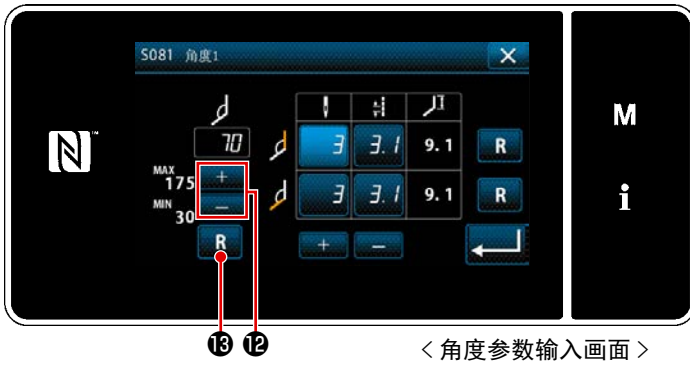 S081 角度1
70
3 3.1 9.1 R
MAX
175 +
MIN
30 −
3 3.1 9.1 R
R + −
M
i
⓭ ⓬
<角度参数输入画面>